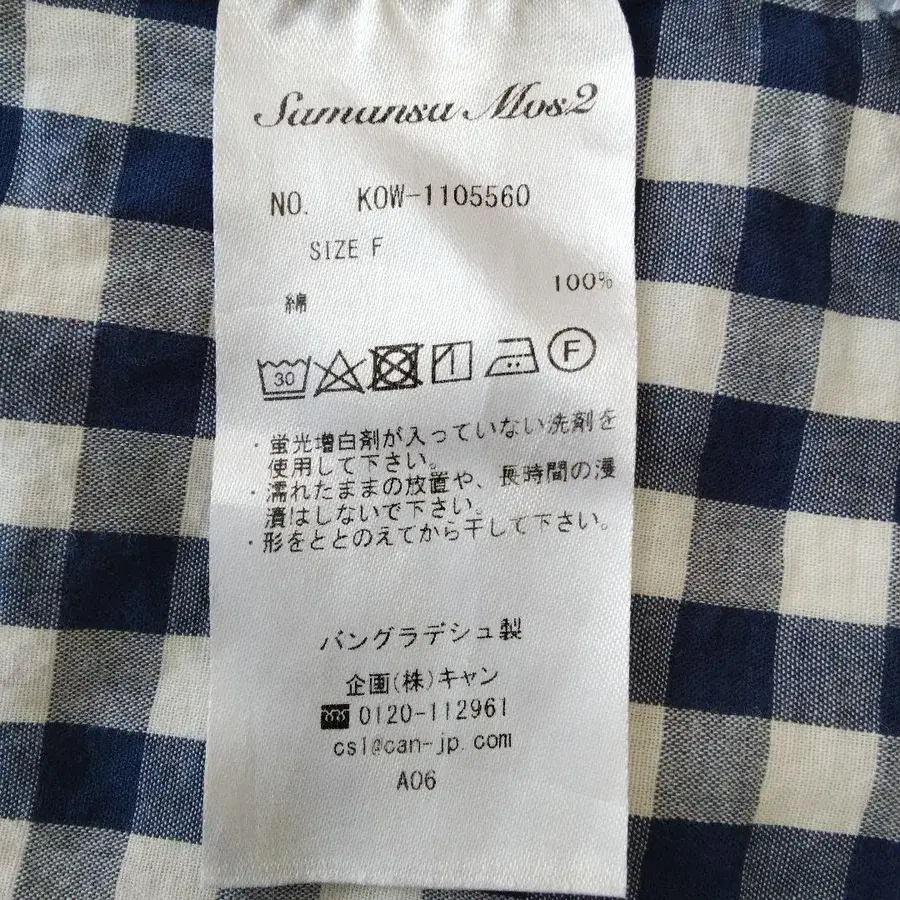 Samansa Mos2
NO. KOW-1105560
SIZE F
綿 100%
30 F
・蛍光増白剤が入っていない洗剤を
使用して下さい。
・濡れたままの放置や、長時間の浸
漬はしないで下さい。
・形をととのえてから干して下さい。
バングラデシュ製
企画(株)キャン
0120-112961
csl@can-jp.com
A06